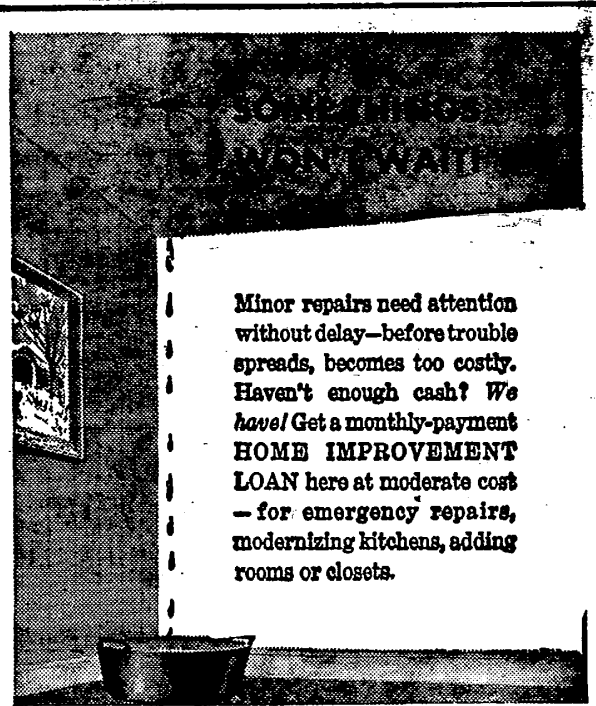 SOME THINGS
WON'T WAIT!
Minor repairs need attention
without delay—before trouble
spreads, becomes too costly.
Haven't enough cash? We
have! Get a monthly-payment
HOME IMPROVEMENT
LOAN here at moderate cost
— for emergency repairs,
modernizing kitchens, adding
rooms or closets.